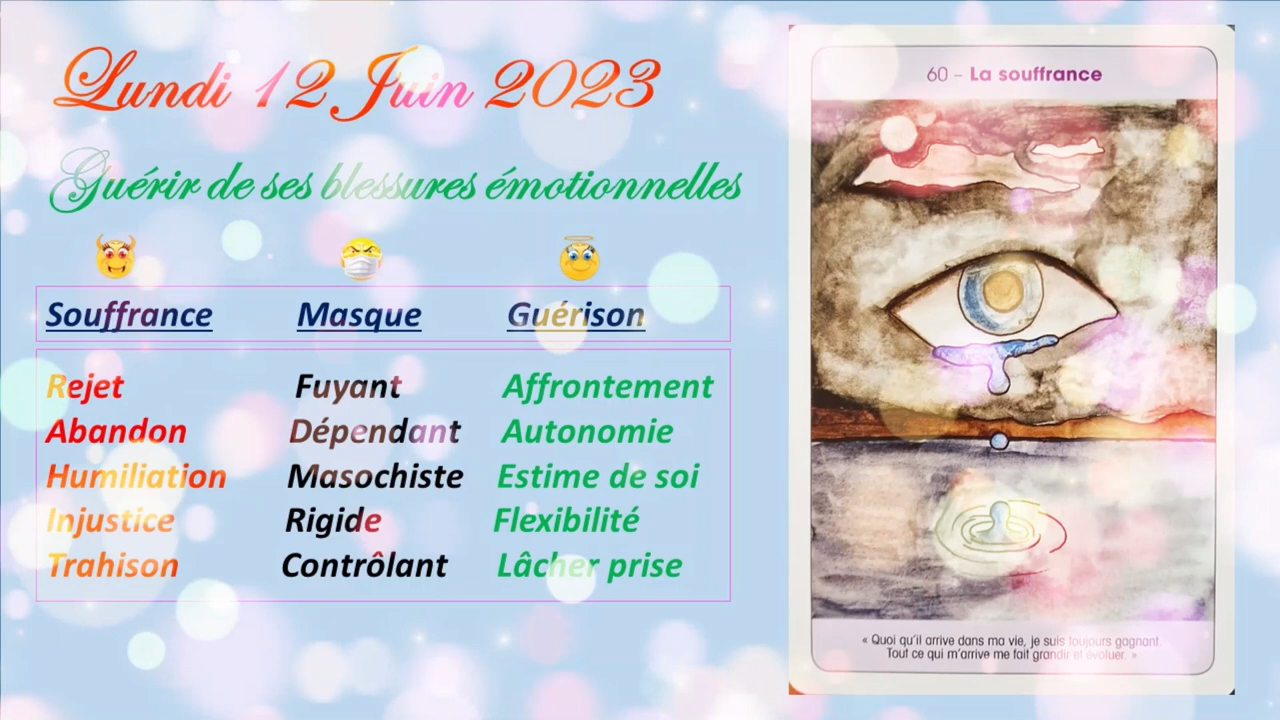 Lundi 12 Juin 2023
Guérir de ses blessures émotionnelles
Souffrance Masque Guérison
Rejet Fuyant Affrontement
Abandon Dépendant Autonomie
Humiliation Masochiste Estime de soi
Injustice Rigide Flexibilité
Trahison Contrôlant Lâcher prise
60 – La souffrance
« Quoi qu'il arrive dans ma vie, je suis toujours gagnant.
Tout ce qui m'arrive me fait grandir et évoluer. »